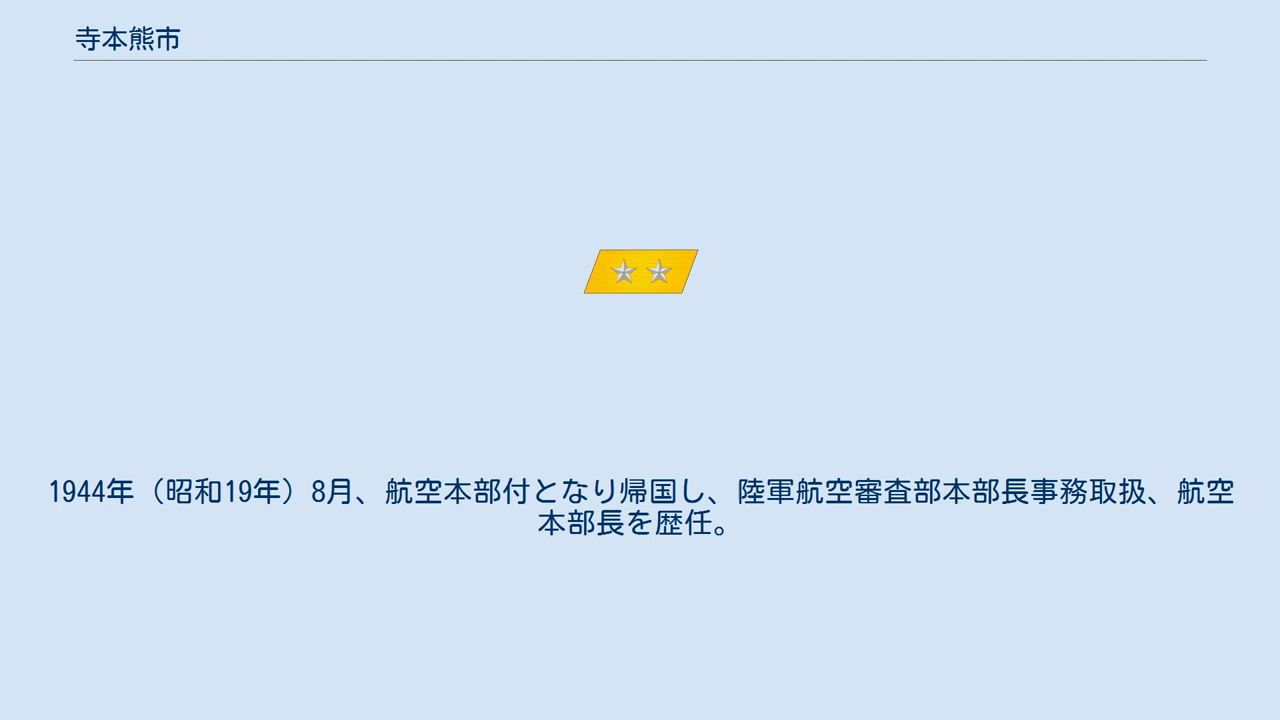 寺本熊市
1944年（昭和19年）8月、航空本部付となり帰国し、陸軍航空審査部本部長事務取扱、航空
本部長を歴任。